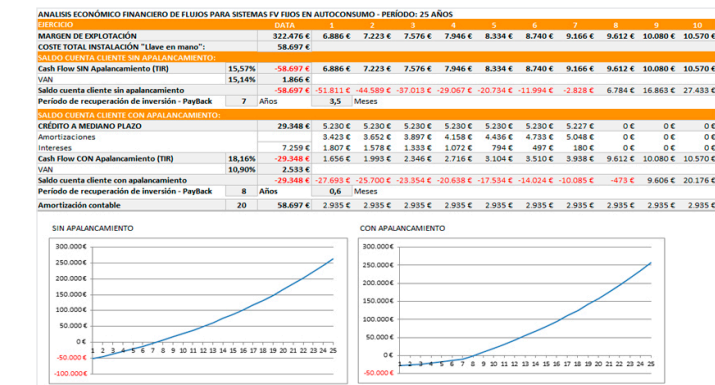 ANALISIS ECONÓMICO FINANCIERO DE FLUJOS PARA SISTEMAS FV FIJOS EN AUTOCONSUMO - PERÍODO: 25 AÑOS
EJERCICIO DATA 1 2 3 4 5 6 7 8 9 10
MARGEN DE EXPLOTACIÓN 322.476 € 6.886 € 7.223 € 7.576 € 7.946 € 8.334 € 8.740 € 9.166 € 9.612 € 10.080 € 10.570 €
COSTE TOTAL INSTALACIÓN "Llave en mano": 58.697 €
SALDO CUENTA CLIENTE SIN APALANCAMIENTO:
Cash Flow SIN Apalancamiento (TIR) 15,57% -58.697 € 6.886 € 7.223 € 7.576 € 7.946 € 8.334 € 8.740 € 9.166 € 9.612 € 10.080 € 10.570 €
VAN 15,14% 1.866 €
Saldo cuenta cliente sin apalancamiento -58.697 € -51.811 € -44.589 € -37.013 € -29.067 € -20.734 € -11.994 € -2.828 € 6.784 € 16.863 € 27.433 €
Período de recuperación de inversión - PayBack 7 Años 3,5 Meses
SALDO CUENTA CLIENTE CON APALANCAMIENTO:
CRÉDITO A MEDIANO PLAZO 29.348 € 5.230 € 5.230 € 5.230 € 5.230 € 5.230 € 5.230 € 5.227 € 0 € 0 € 0 €
Amortizaciones 3.423 € 3.652 € 3.897 € 4.158 € 4.436 € 4.733 € 5.048 € 0 € 0 € 0 €
Intereses 7.259 € 1.807 € 1.578 € 1.333 € 1.072 € 794 € 497 € 180 € 0 € 0 € 0 €
Cash Flow CON Apalancamiento (TIR) 18,16% -29.348 € 1.656 € 1.993 € 2.346 € 2.716 € 3.104 € 3.510 € 3.938 € 9.612 € 10.080 € 10.570 €
VAN 10,90% 2.533 €
Saldo cuenta cliente con apalancamiento -29.348 € -27.693 € -25.700 € -23.354 € -20.638 € -17.534 € -14.024 € -10.085 € -473 € 9.606 € 20.176 €
Período de recuperación de inversión - PayBack 8 Años 0,6 Meses
Amortización contable 20 58.697 € 2.935 € 2.935 € 2.935 € 2.935 € 2.935 € 2.935 € 2.935 € 2.935 € 2.935 € 2.935 €
SIN APALANCAMIENTO
300.000 €
250.000 €
200.000 €
150.000 €
100.000 €
50.000 €
0 €
1 2 3 4 5 6 7 8 9 10 11 12 13 14 15 16 17 18 19 20 21 22 23 24 25
-50.000 €
-100.000 €
CON APALANCAMIENTO
300.000 €
250.000 €
200.000 €
150.000 €
100.000 €
50.000 €
0 €
1 2 3 4 5 6 7 8 9 10 11 12 13 14 15 16 17 18 19 20 21 22 23 24 25
-50.000 €